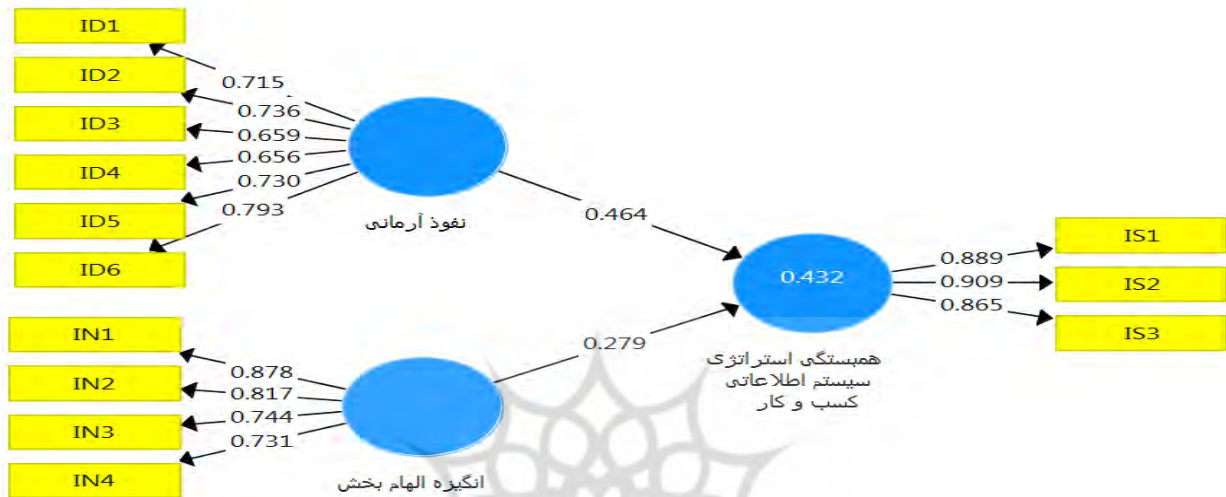 ID1
ID2
ID3
ID4
ID5
ID6
0.715
0.736
0.659
0.656
0.730
0.793
نفوذ آرمانی
0.464
IN1
IN2
IN3
IN4
0.878
0.817
0.744
0.731
انگیزه الهام بخش
0.279
0.432
همبستگی استراتژی
سیستم اطلاعاتی
کسب و کار
0.889
0.909
0.865
IS1
IS2
IS3